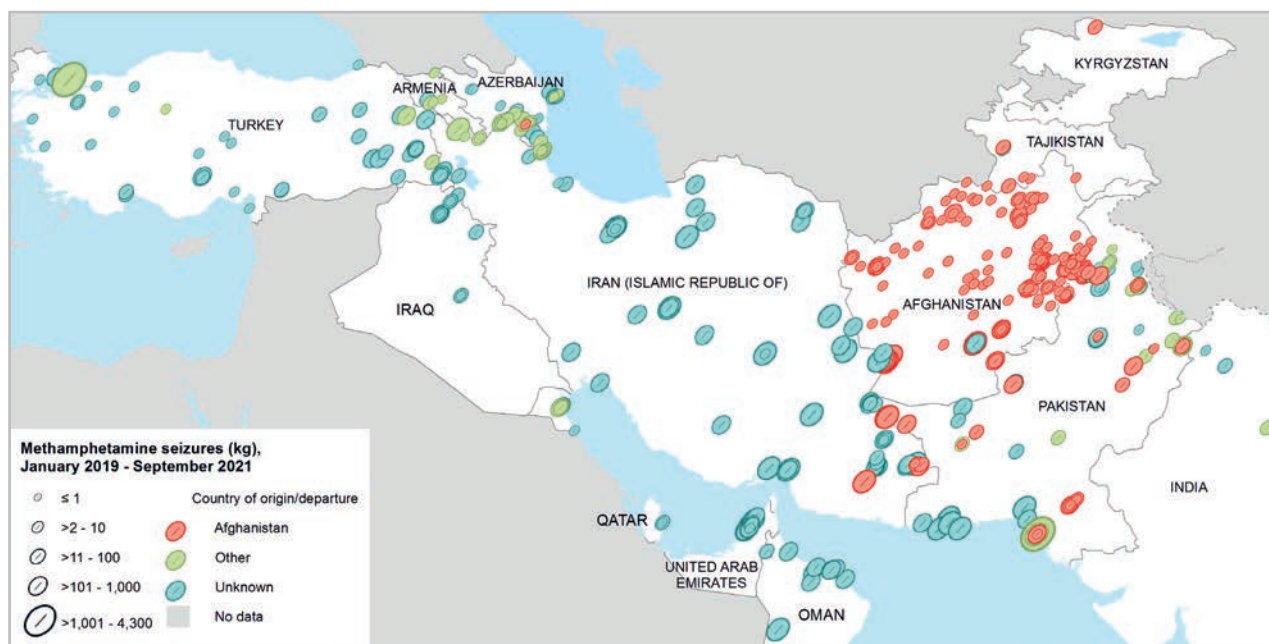 KYRGYZSTAN
ARMENIA
AZERBAIJAN
TURKEY
TAJIKISTAN
IRAN (ISLAMIC REPUBLIC OF)
AFGHANISTAN
IRAQ
PAKISTAN
INDIA
QATAR
UNITED ARAB
EMIRATES
OMAN
Methamphetamine seizures (kg),
January 2019 - September 2021
≤ 1
>2 - 10
>11 - 100
>101 - 1,000
>1,001 - 4,300
Country of origin/departure
Afghanistan
Other
Unknown
No data